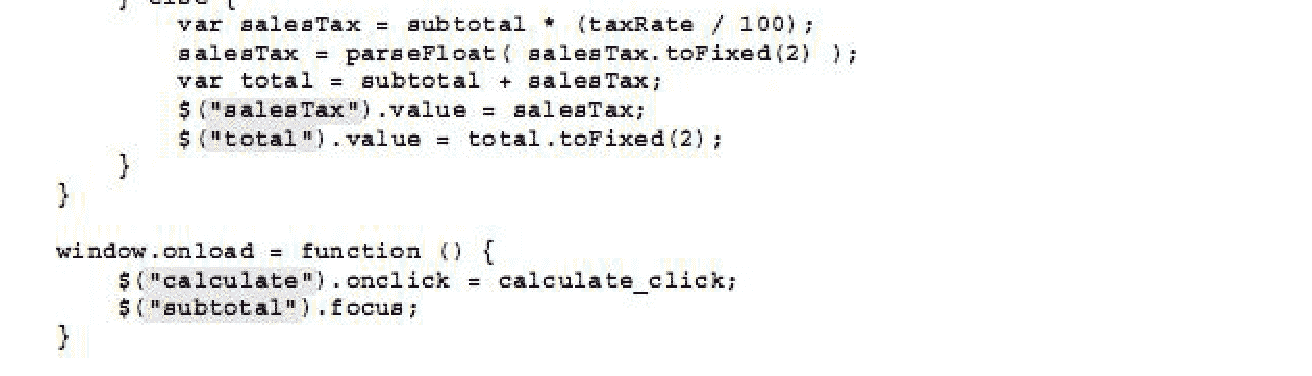 } else {
var salesTax = subtotal * (taxRate / 100);
salesTax = parseFloat( salesTax.toFixed(2) );
var total = subtotal + salesTax;
$("salesTax").value = salesTax;
$("total").value = total.toFixed(2);
}
}
window.onload = function () {
$("calculate").onclick = calculate_click;
$("subtotal").focus;
}